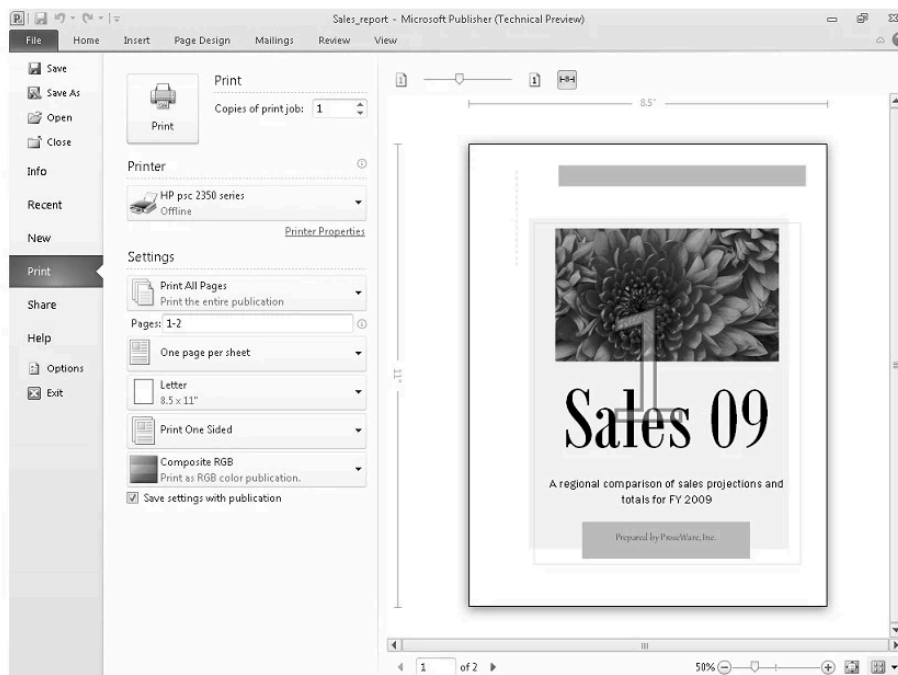 Sales_report - Microsoft Publisher (Technical Preview)
File Home Insert Page Design Mailings Review View
Save
Save As
Open
Close
Info
Recent
New
Print
Share
Help
Options
Exit
Print
Print
Copies of print job: 1
Printer
HP psc 2350 series
Offline
Printer Properties
Settings
Print All Pages
Print the entire publication
Pages: 1-2
One page per sheet
Letter
8.5 x 11"
Print One Sided
Composite RGB
Print as RGB color publication.
Save settings with publication
1 1
8.5"
11"
1
Sales 09
A regional comparison of sales projections and
totals for FY 2009
Prepared by ProseWare, Inc.
1 of 2
50%